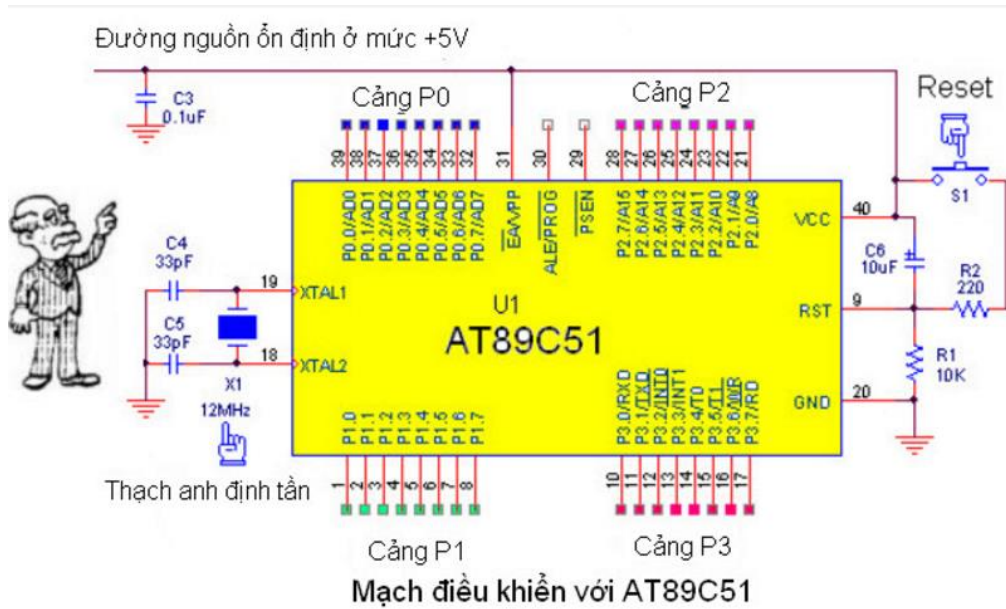 Đường nguồn ổn định ở mức +5V
C3
0.1uF
Cảng P0
Cảng P2
Reset
39
38
37
36
35
34
33
32
31
30
29
28
27
26
25
24
23
22
21
S1
P0.0/AD0
P0.1/AD1
P0.2/AD2
P0.3/AD3
P0.4/AD4
P0.5/AD5
P0.6/AD6
P0.7/AD7
EA/VPP
ALE/PROG
PSEN
P2.7/A15
P2.6/A14
P2.5/A13
P2.4/A12
P2.3/A11
P2.2/A10
P2.1/A9
P2.0/A8
VCC
40
C4
33pF
C6
10uF
R2
220
19
XTAL1
U1
AT89C51
RST
9
C5
33pF
18
XTAL2
X1
12MHz
R1
10K
GND
20
P1.0
P1.1
P1.2
P1.3
P1.4
P1.5
P1.6
P1.7
P3.0/RXD
P3.1/TXD
P3.2/INT0
P3.3/INT1
P3.4/T0
P3.5/T1
P3.6/WR
P3.7/RD
1
2
3
4
5
6
7
8
10
11
12
13
14
15
16
17
Thạch anh định tần
Cảng P1
Cảng P3
Mạch điều khiển với AT89C51